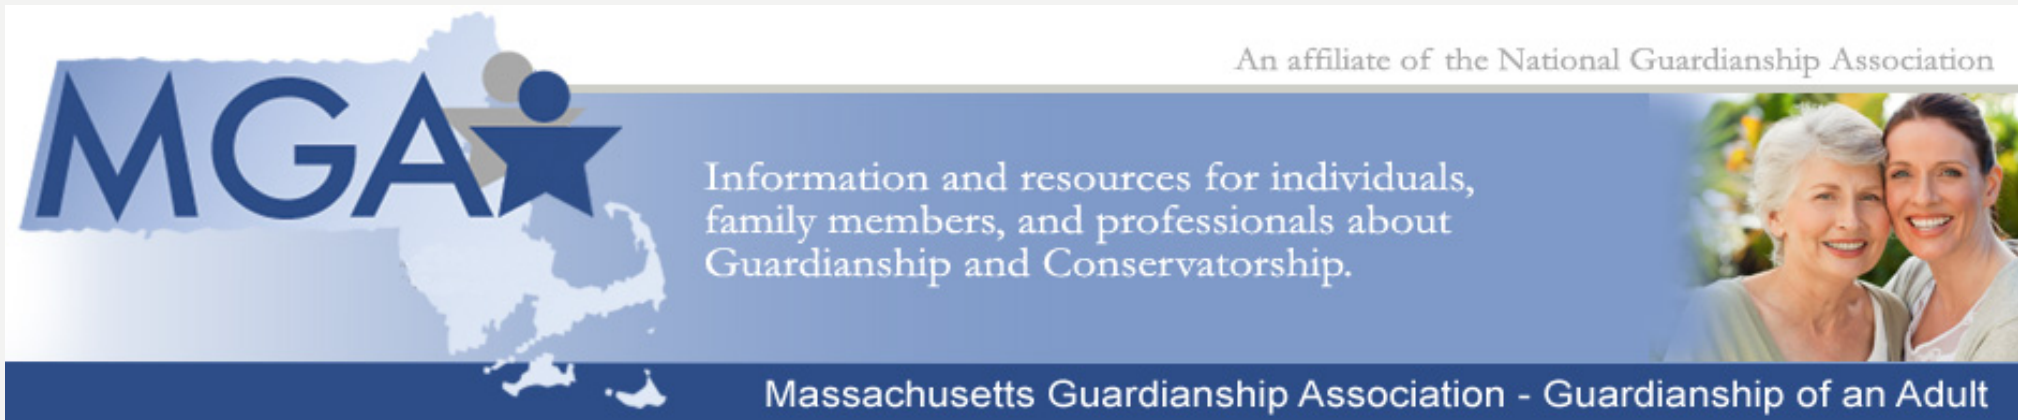 An affiliate of the National Guardianship Association
MGA
Information and resources for individuals,
family members, and professionals about
Guardianship and Conservatorship.
Massachusetts Guardianship Association - Guardianship of an Adult